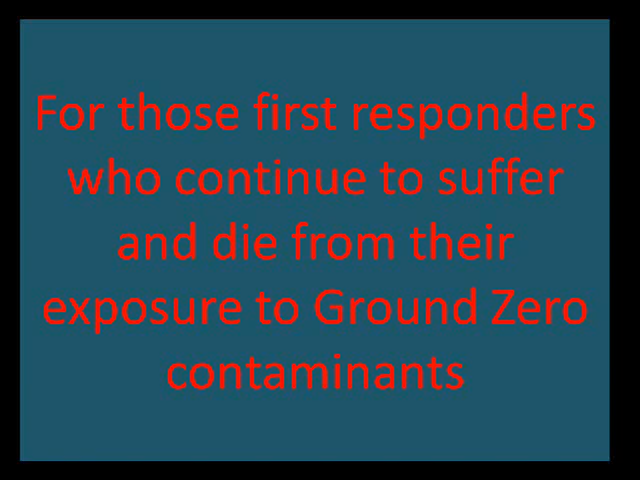 For those first responders
who continue to suffer
and die from their
exposure to Ground Zero
contaminants